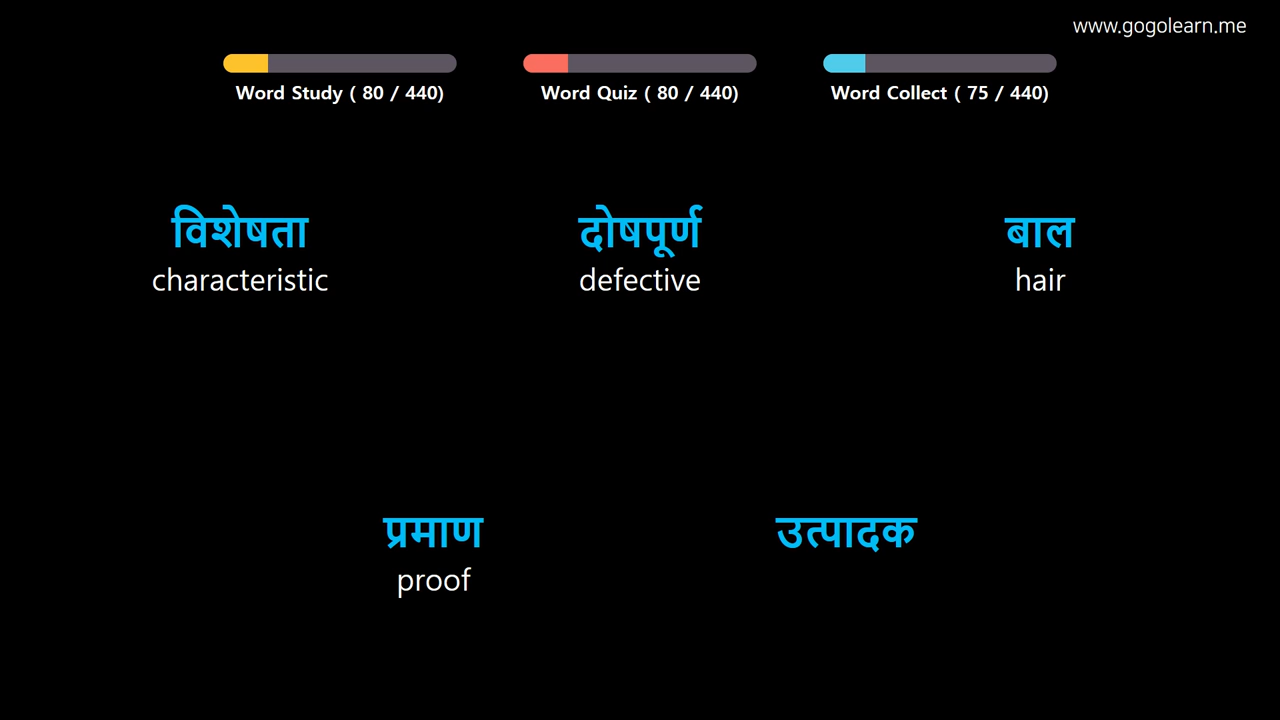 www.gogolearn.me
Word Study ( 80 / 440)
Word Quiz ( 80 / 440)
Word Collect ( 75 / 440)
विशेषता
characteristic
दोषपूर्ण
defective
बाल
hair
प्रमाण
proof
उत्पादक